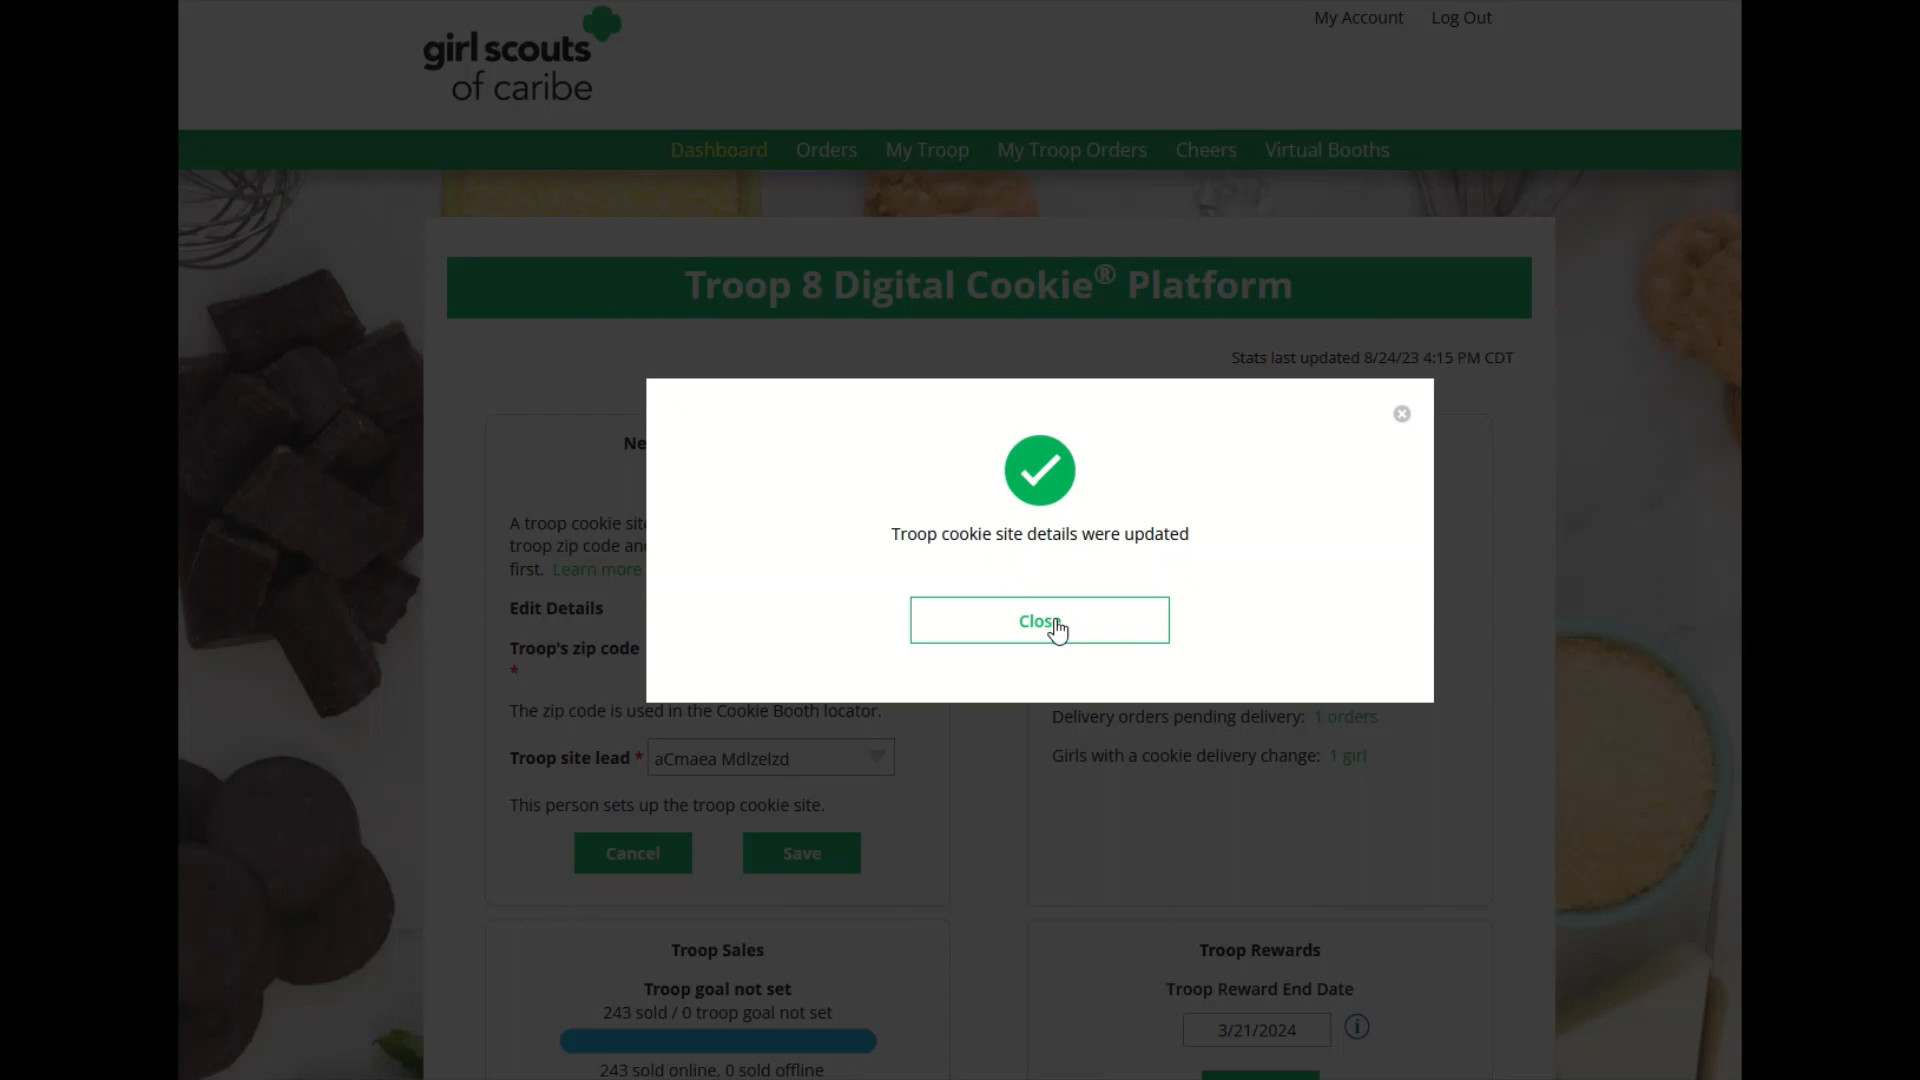 My Account Log Out
girl scouts
of caribe
Dashboard Orders My Troop My Troop Orders Cheers Virtual Booths
Troop 8 Digital Cookie® Platform
Stats last updated 8/24/23 4:15 PM CDT
Troop cookie site details were updated
Close
A troop cookie
troop zip code
first. Learn more
Edit Details
Troop's zip code
*
The zip code is used in the Cookie Booth locator.
Troop site lead * aCmaea Mdlzelzd
This person sets up the troop cookie site.
Cancel Save
Delivery orders pending delivery: 1 orders
Girls with a cookie delivery change: 1 girl
Troop Sales
Troop goal not set
243 sold / 0 troop goal not set
243 sold online, 0 sold offline
Troop Rewards
Troop Reward End Date
3/21/2024